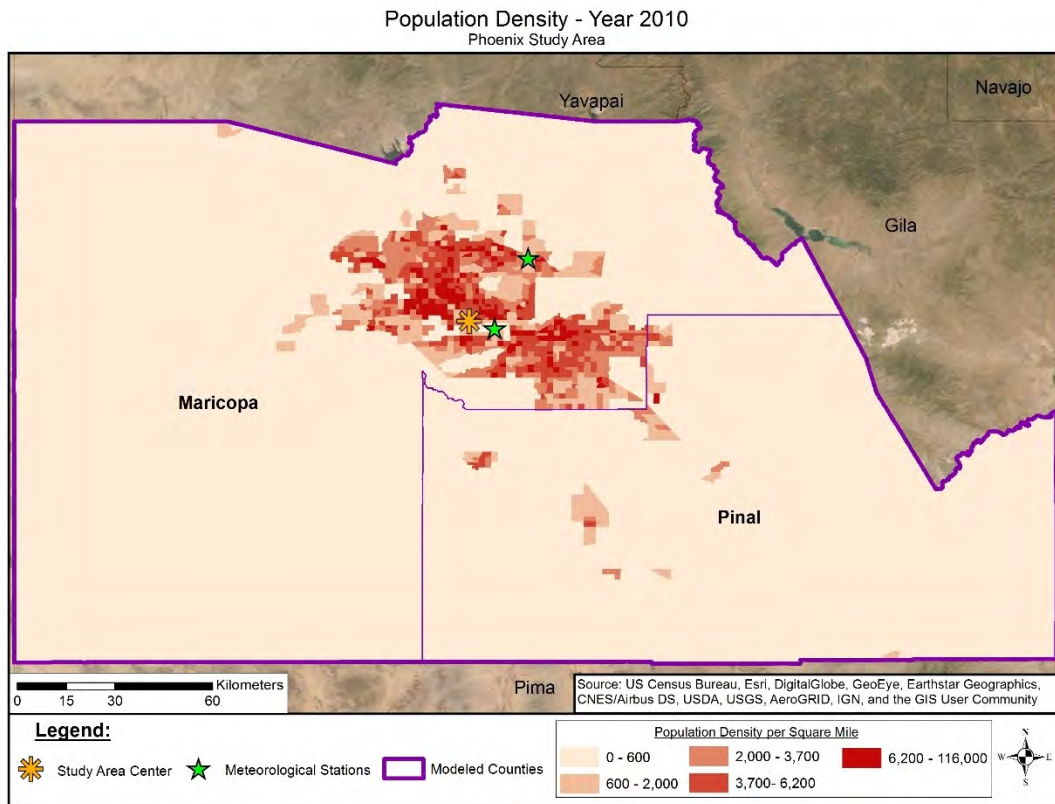 Population Density - Year 2010
Phoenix Study Area
Navajo
Yavapai
Gila
Maricopa
Pinal
Kilometers
0 15 30 60
Pima
Source: US Census Bureau, Esri, DigitalGlobe, GeoEye, Earthstar Geographics,
CNES/Airbus DS, USDA, USGS, AeroGRID, IGN, and the GIS User Community
Legend:
Study Area Center
Meteorological Stations
Modeled Counties
Population Density per Square Mile
0 - 600
2,000 - 3,700
6,200 - 116,000
600 - 2,000
3,700- 6,200
N
W E
S